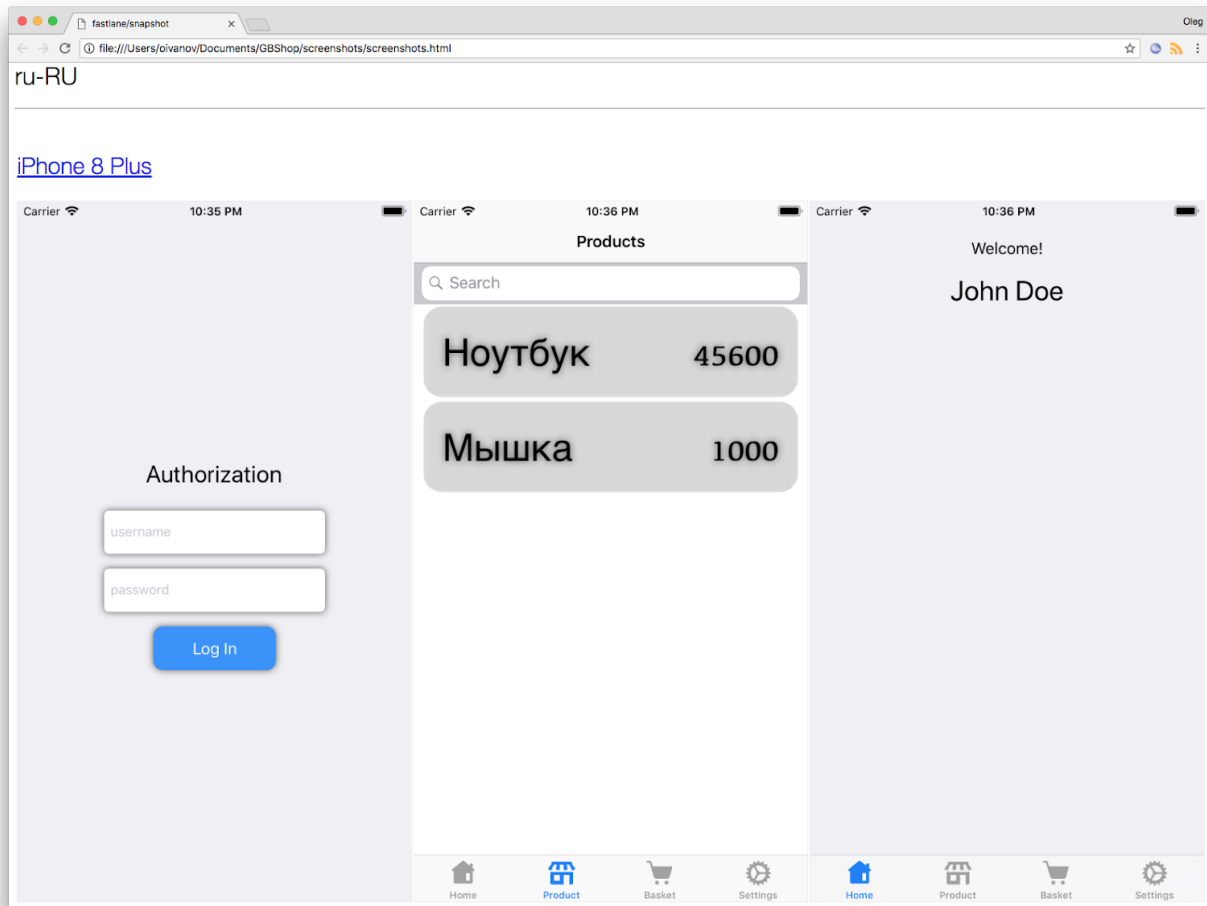 fastlane/snapshot
Oleg
file:///Users/oivanov/Documents/GBShop/screenshots/screenshots.html
ru-RU
iPhone 8 Plus
Carrier 10:35 PM
Authorization
username
password
Log In
Carrier 10:36 PM
Products
Search
Ноутбук 45600
Мышка 1000
Home Product Basket Settings
Carrier 10:36 PM
Welcome!
John Doe
Home Product Basket Settings